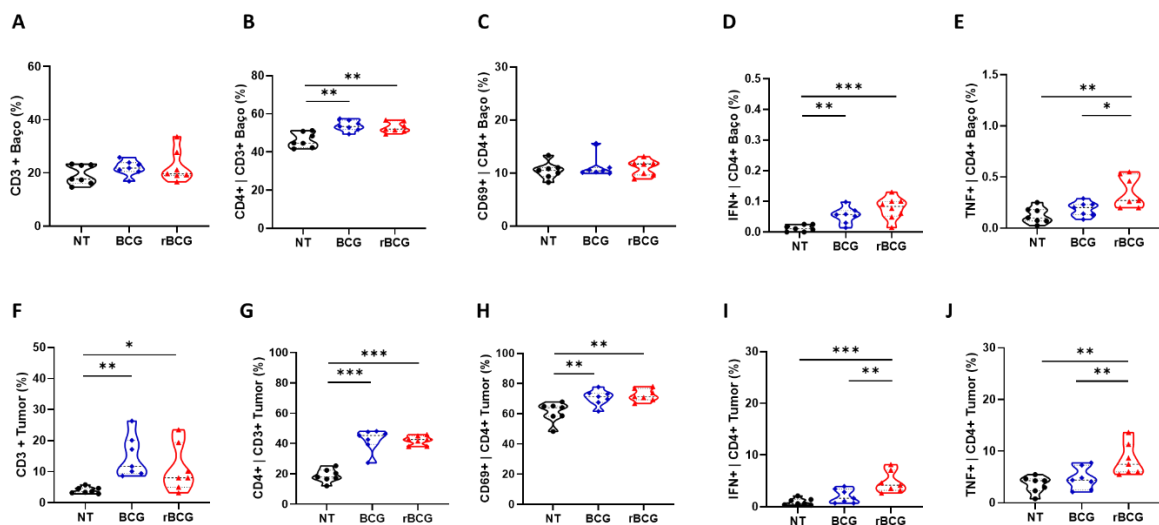 A
CD3 + Baço (%)
60
40
20
0
NT BCG rBCG
B
CD4+ | CD3+ Baço (%)
80
60
40
20
0
**
**
NT BCG rBCG
C
CD69+ | CD4+ Baço (%)
20
15
10
5
0
NT BCG rBCG
D
IFN+ | CD4+ Baço (%)
0.5
0.4
0.3
0.2
0.1
0.0
***
**
NT BCG rBCG
E
TNF+ | CD4+ Baço (%)
1.5
1.0
0.5
0.0
**
*
NT BCG rBCG
F
CD3 + Tumor (%)
50
40
30
20
10
0
*
**
NT BCG rBCG
G
CD4+ | CD3+ Tumor (%)
100
80
60
40
20
0
***
***
NT BCG rBCG
H
CD69+ | CD4+ Tumor (%)
100
80
60
40
20
0
**
**
NT BCG rBCG
I
IFN+ | CD4+ Tumor (%)
30
20
10
0
***
**
NT BCG rBCG
J
TNF+ | CD4+ Tumor (%)
30
20
10
0
**
**
NT BCG rBCG